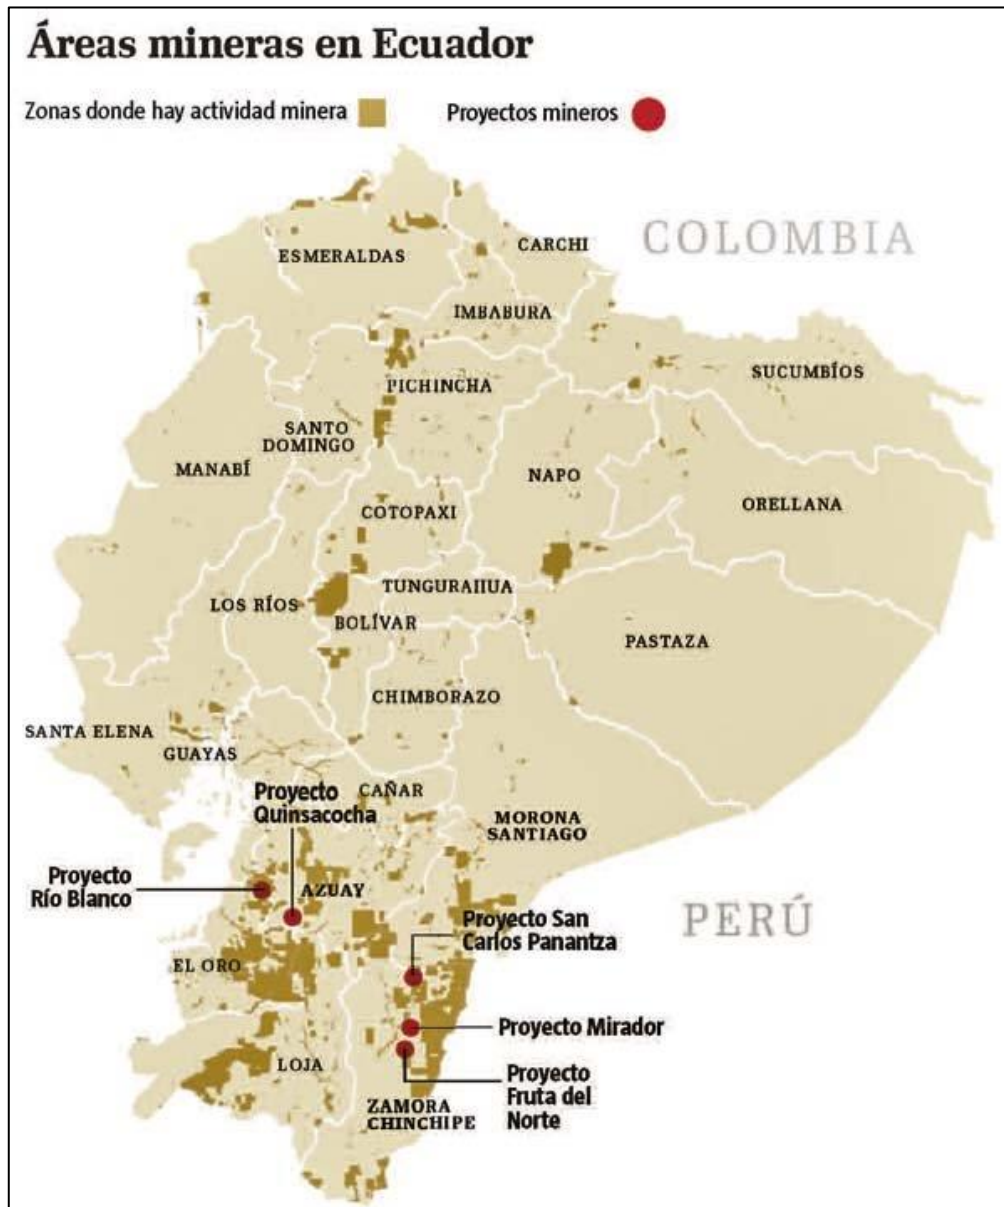 Áreas mineras en Ecuador
Zonas donde hay actividad minera
Proyectos mineros
COLOMBIA
ESMERALDAS
CARCHI
IMBABURA
SUCUMBÍOS
PICHINCHA
SANTO
DOMINGO
MANABÍ
NAPO
ORELLANA
COTOPAXI
TUNGURAHUA
LOS RÍOS
BOLÍVAR
PASTAZA
CHIMBORAZO
SANTA ELENA
GUAYAS
CAÑAR
Proyecto
Quinsacocha
MORONA
SANTIAGO
Proyecto
Río Blanco
AZUAY
PERÚ
Proyecto San
Carlos Panantza
EL ORO
Proyecto Mirador
LOJA
Proyecto
Fruta del
Norte
ZAMORA
CHINCHIPE